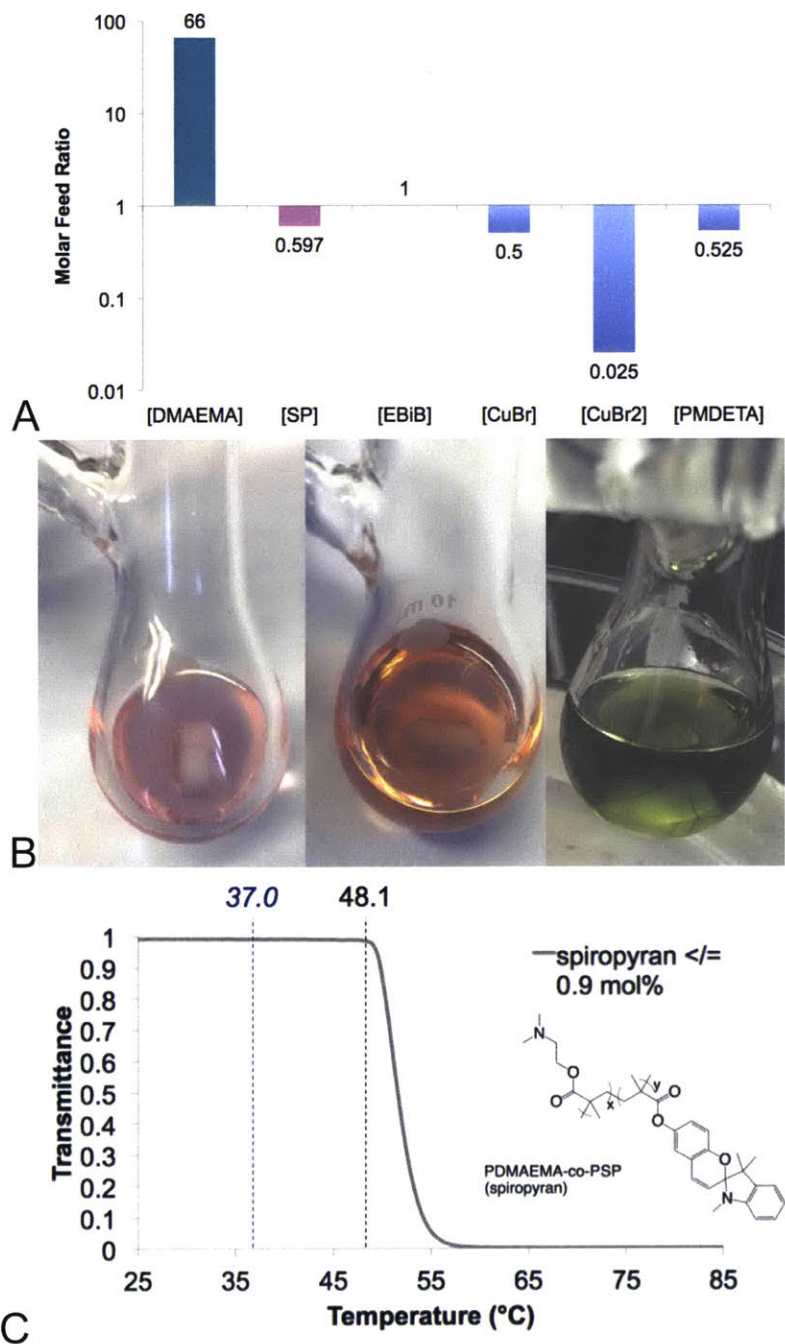 100
66
10
1
1
0.597
0.5
0.525
0.1
0.025
0.01
Molar Feed Ratio
A
[DMAEMA] [SP] [EBiB] [CuBr] [CuBr2] [PMDETA]
10 m
B
37.0 48.1
1
0.9
0.8
0.7
0.6
0.5
0.4
0.3
0.2
0.1
0
Transmittance
spiropyran </=
0.9 mol%
N
O
O
x
y
O
O
O
N
PDMAEMA-co-PSP
(spiropyran)
25 35 45 55 65 75 85
Temperature (°C)
C